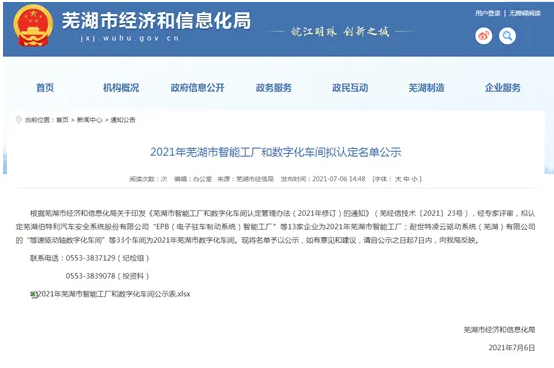 芜湖市经济和信息化局
jxj.wuhu.gov.cn
皖江明珠 创新之城
用户登录 | 无障碍阅读
首页 机构概况 政府信息公开 政务服务 政民互动 芜湖制造 企业服务
当前位置：首页 > 新闻中心 > 通知公告
2021年芜湖市智能工厂和数字化车间拟认定名单公示
阅读次数：次 编辑：办公室 来源：芜湖市经信局 发布时间：2021-07-06 14:48 [字体： 大 中 小]
根据芜湖市经济和信息化局关于印发《芜湖市智能工厂和数字化车间认定管理办法（2021年修订）的通知》（芜经信技术〔2021〕23号），经专家评审，拟认
定芜湖伯特利汽车安全系统股份有限公司“EPB（电子驻车制动系统）智能工厂”等13家企业为2021年芜湖市智能工厂；耐世特凌云驱动系统（芜湖）有限公司
的“等速驱动轴数字化车间”等33个车间为2021年芜湖市数字化车间。现将名单予以公示，如有意见和建议，请自公示之日起7日内，向我局反映。
联系电话：0553-3837129（纪检组）
0553-3839078（投资科）
2021年芜湖市智能工厂和数字化车间公示表.xlsx
芜湖市经济和信息化局
2021年7月6日